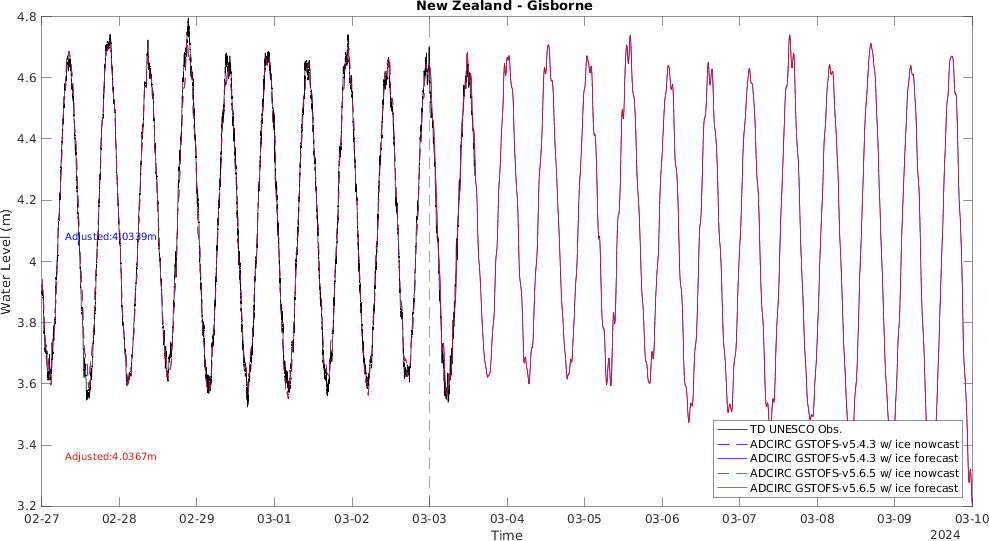 New Zealand - Gisborne
4.8
4.6
4.4
4.2
4
3.8
3.6
3.4
3.2
Water Level (m)
Adjusted:4.0339m
Adjusted:4.0367m
TD UNESCO Obs.
ADCIRC GSTOFS-v5.4.3 w/ ice nowcast
ADCIRC GSTOFS-v5.4.3 w/ ice forecast
ADCIRC GSTOFS-v5.6.5 w/ ice nowcast
ADCIRC GSTOFS-v5.6.5 w/ ice forecast
02-27 02-28 02-29 03-01 03-02 03-03 03-04 03-05 03-06 03-07 03-08 03-09 03-10
Time
2024